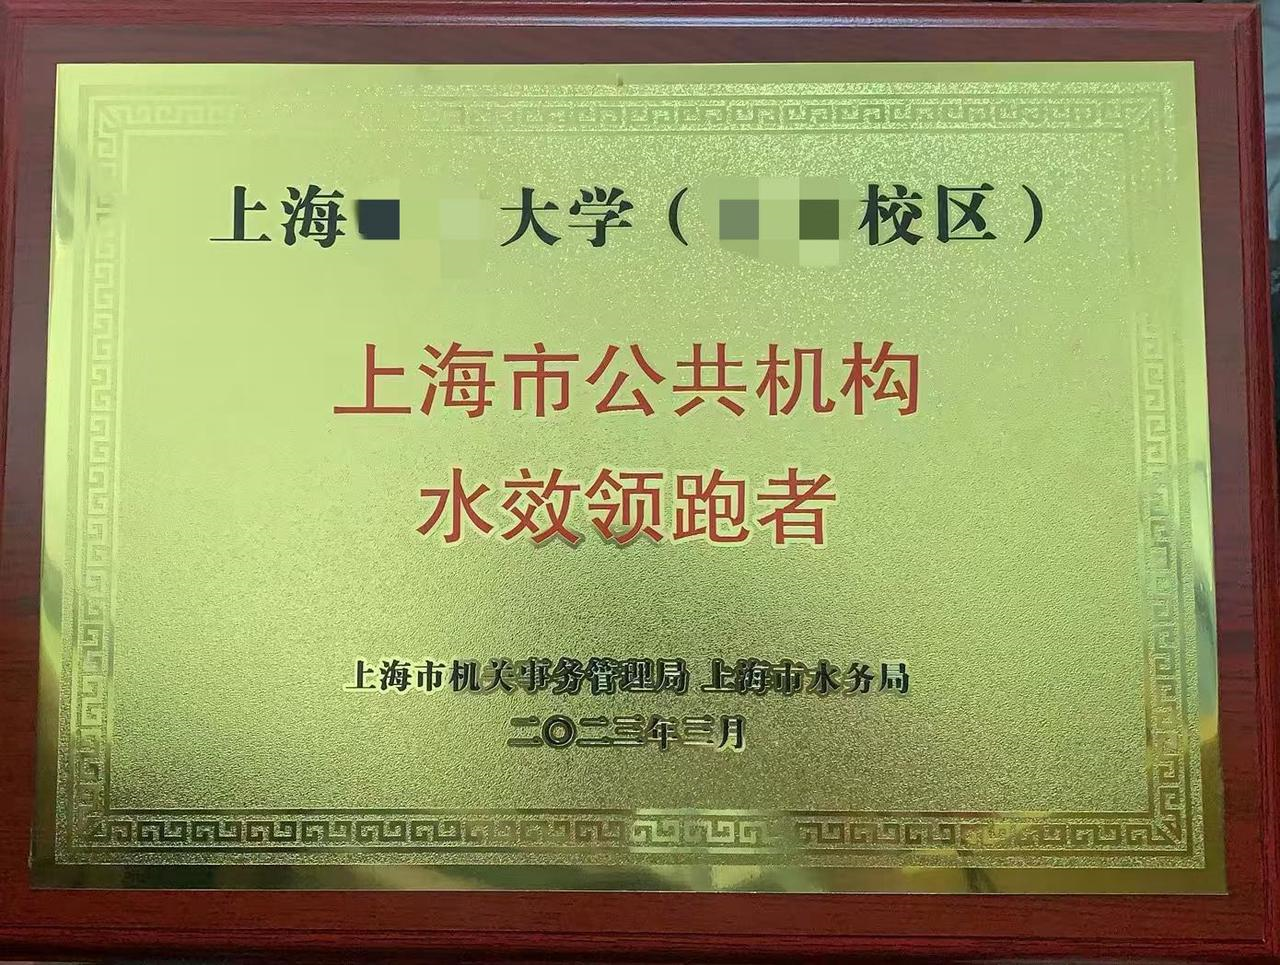 上海 大学（ 校区）
上海市公共机构
水效领跑者
上海市机关事务管理局 上海市水务局
二〇二三年三月